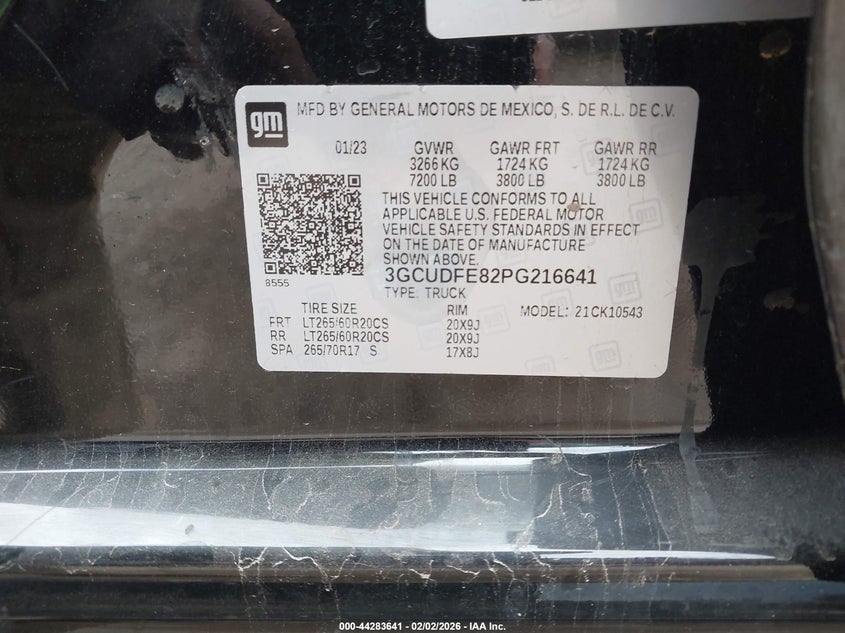 gm
MFD BY GENERAL MOTORS DE MEXICO, S. DE R.L. DE C.V.
01/23 GVWR GAWR FRT GAWR RR
3266 KG 1724 KG 1724 KG
7200 LB 3800 LB 3800 LB
THIS VEHICLE CONFORMS TO ALL
APPLICABLE U.S. FEDERAL MOTOR
VEHICLE SAFETY STANDARDS IN EFFECT
ON THE DATE OF MANUFACTURE
SHOWN ABOVE.
8555
3GCUDFE82PG216641
TYPE: TRUCK
TIRE SIZE RIM MODEL: 21CK10543
FRT LT265/60R20CS 20X9J
RR LT265/60R20CS 20X9J
SPA 265/70R17 S 17X8J
000-44283641 - 02/02/2026 - IAA Inc.